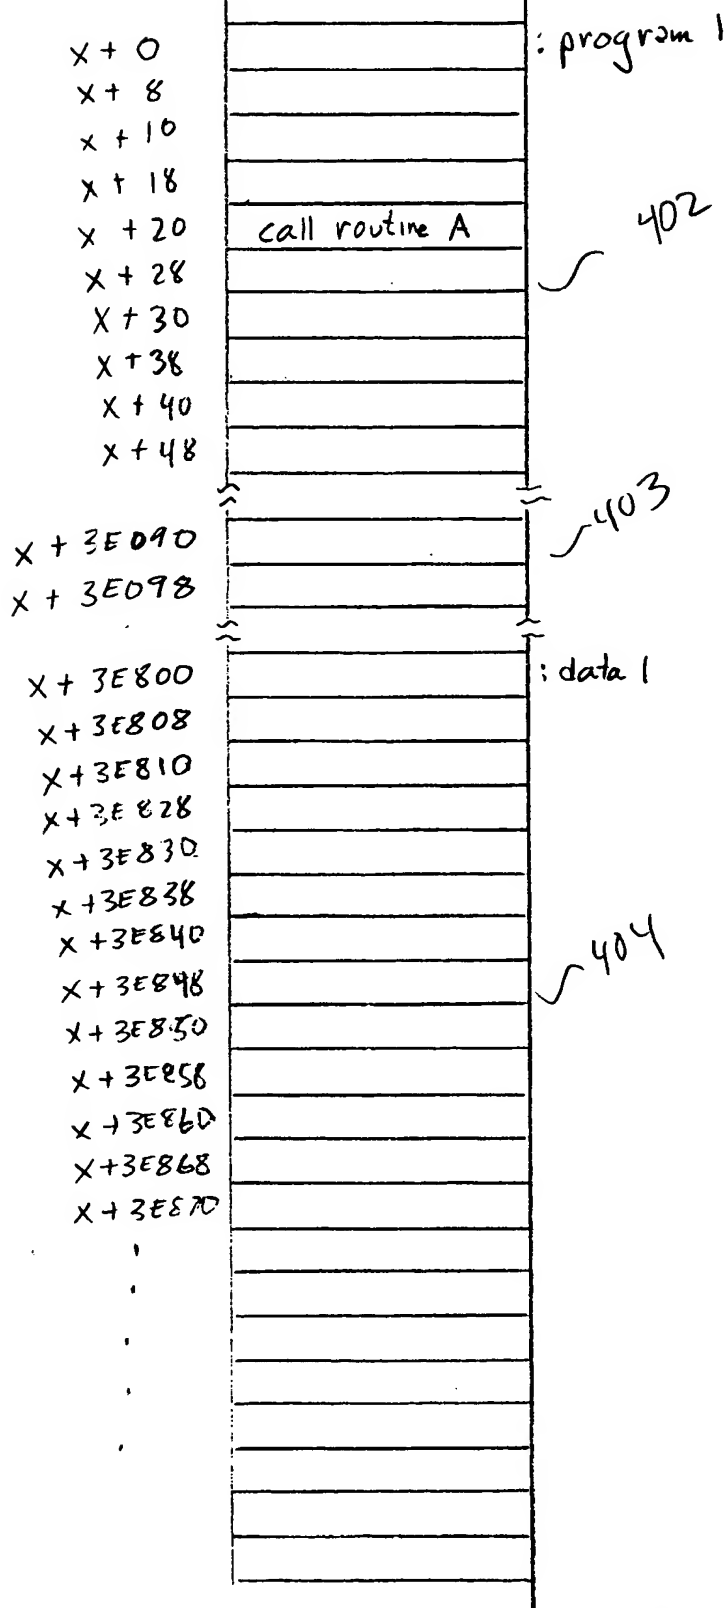 x + 0 : program 1
x + 8
x + 10
x + 18
x + 20 call routine A 402
x + 28
x + 30
x + 38
x + 40
x + 48
x + 3E090 403
x + 3E098
x + 3E800 : data 1
x + 3E808
x + 3E810
x + 3E828
x + 3E830
x + 3E838
x + 3E840 404
x + 3E848
x + 3E850
x + 3E858
x + 3E860
x + 3E868
x + 3E870